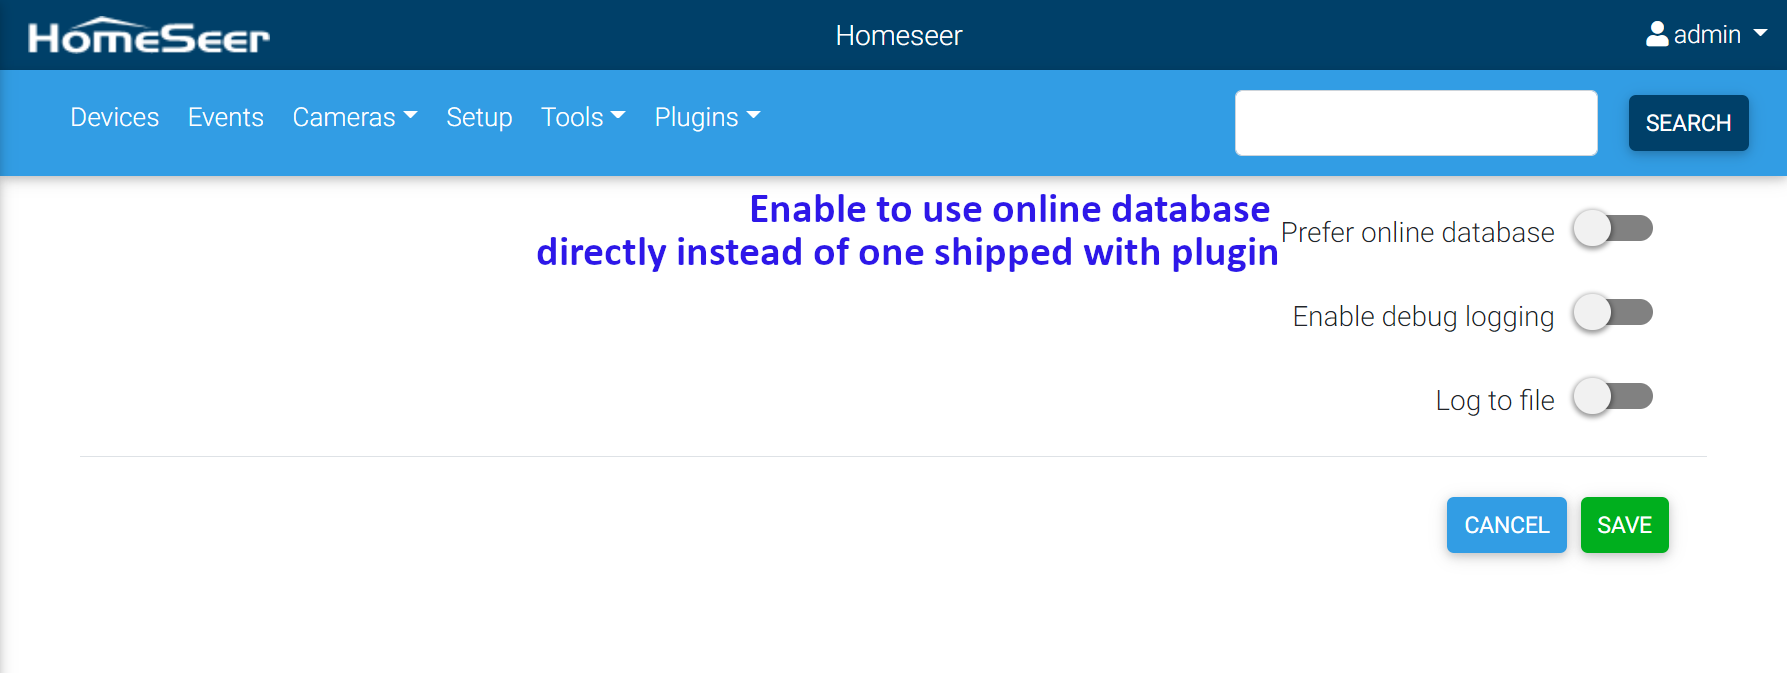 HomeSeer
Homeseer
admin
Devices Events Cameras Setup Tools Plugins
SEARCH
Enable to use online database
directly instead of one shipped with plugin
Prefer online database
Enable debug logging
Log to file
CANCEL SAVE